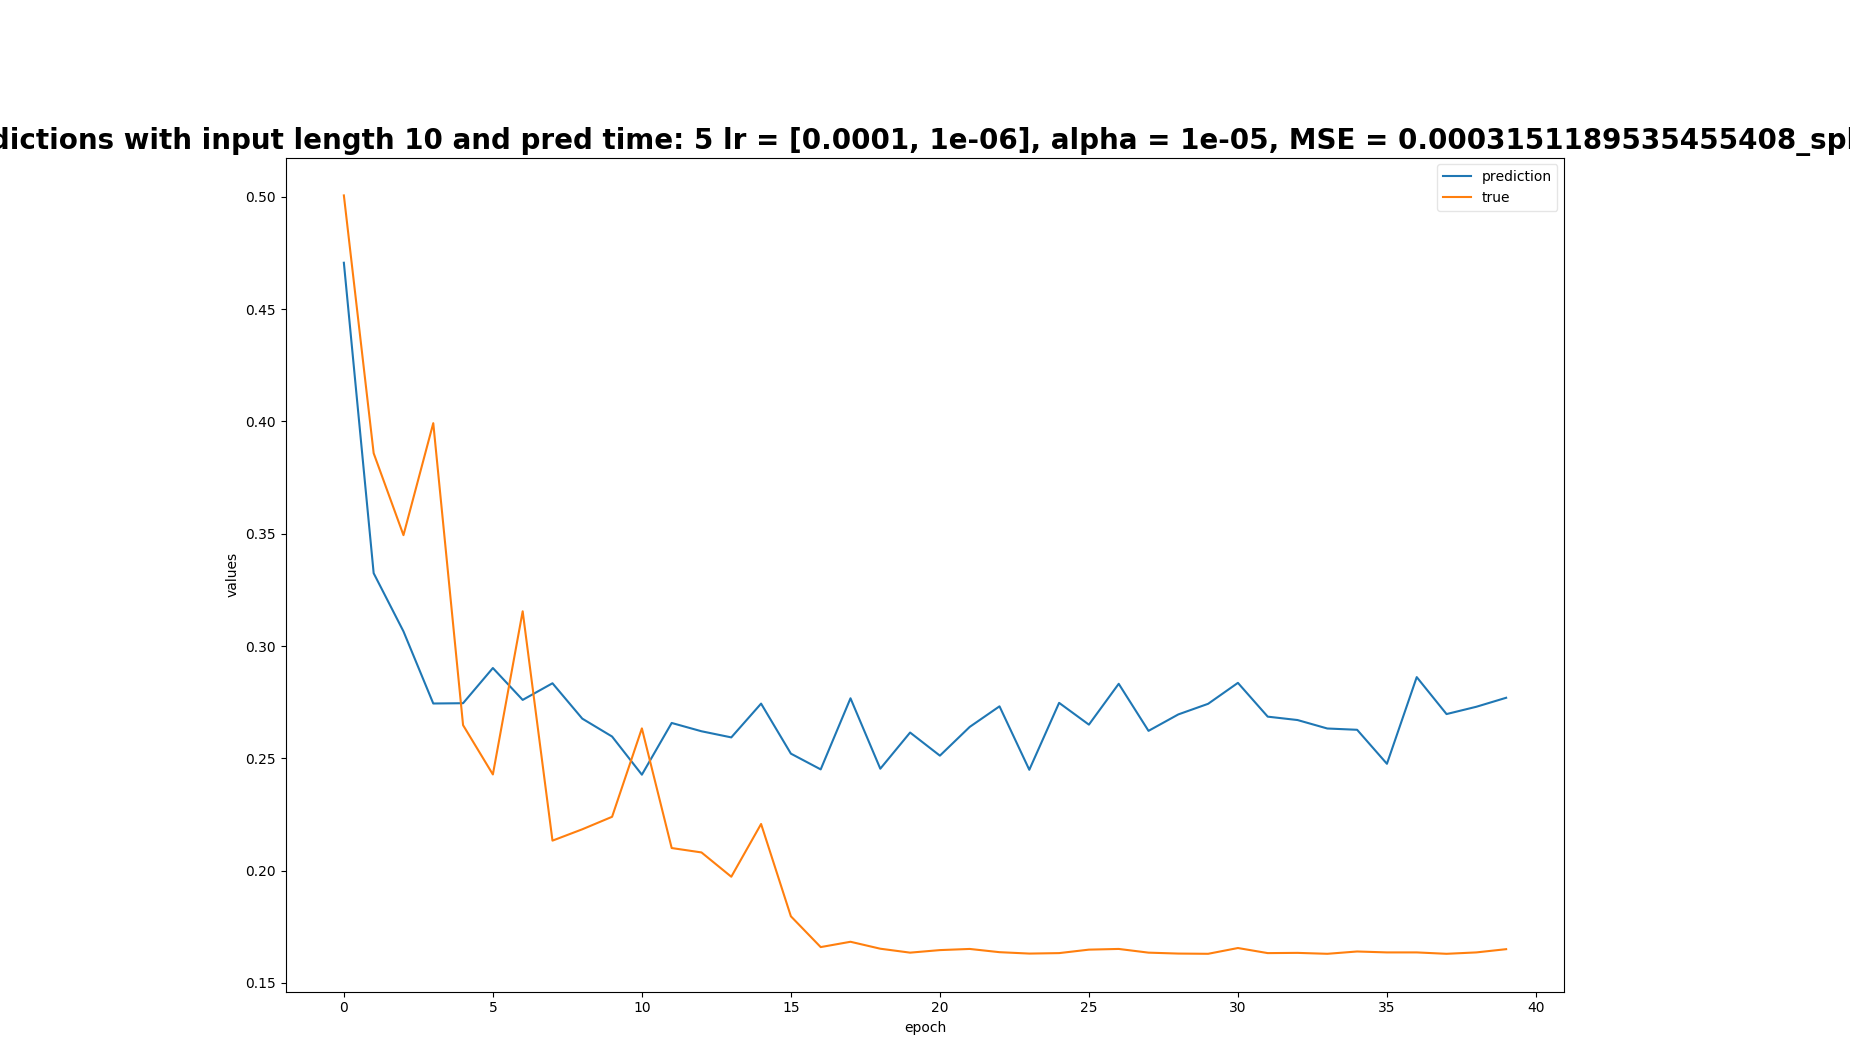 dictions with input length 10 and pred time: 5 lr = [0.0001, 1e-06], alpha = 1e-05, MSE = 0.0003151189535455408_spl
prediction
true
0.50
0.45
0.40
0.35
0.30
0.25
0.20
0.15
values
0 5 10 15 20 25 30 35 40
epoch